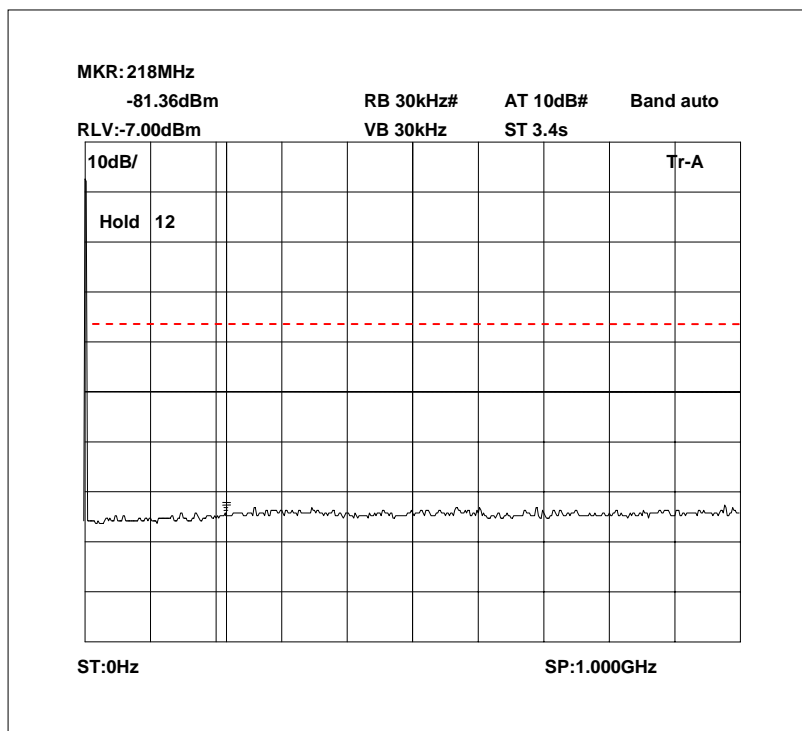 MKR: 218MHz
-81.36dBm RB 30kHz# AT 10dB# Band auto
RLV:-7.00dBm VB 30kHz ST 3.4s
10dB/ Tr-A
Hold 12
ST:0Hz SP:1.000GHz